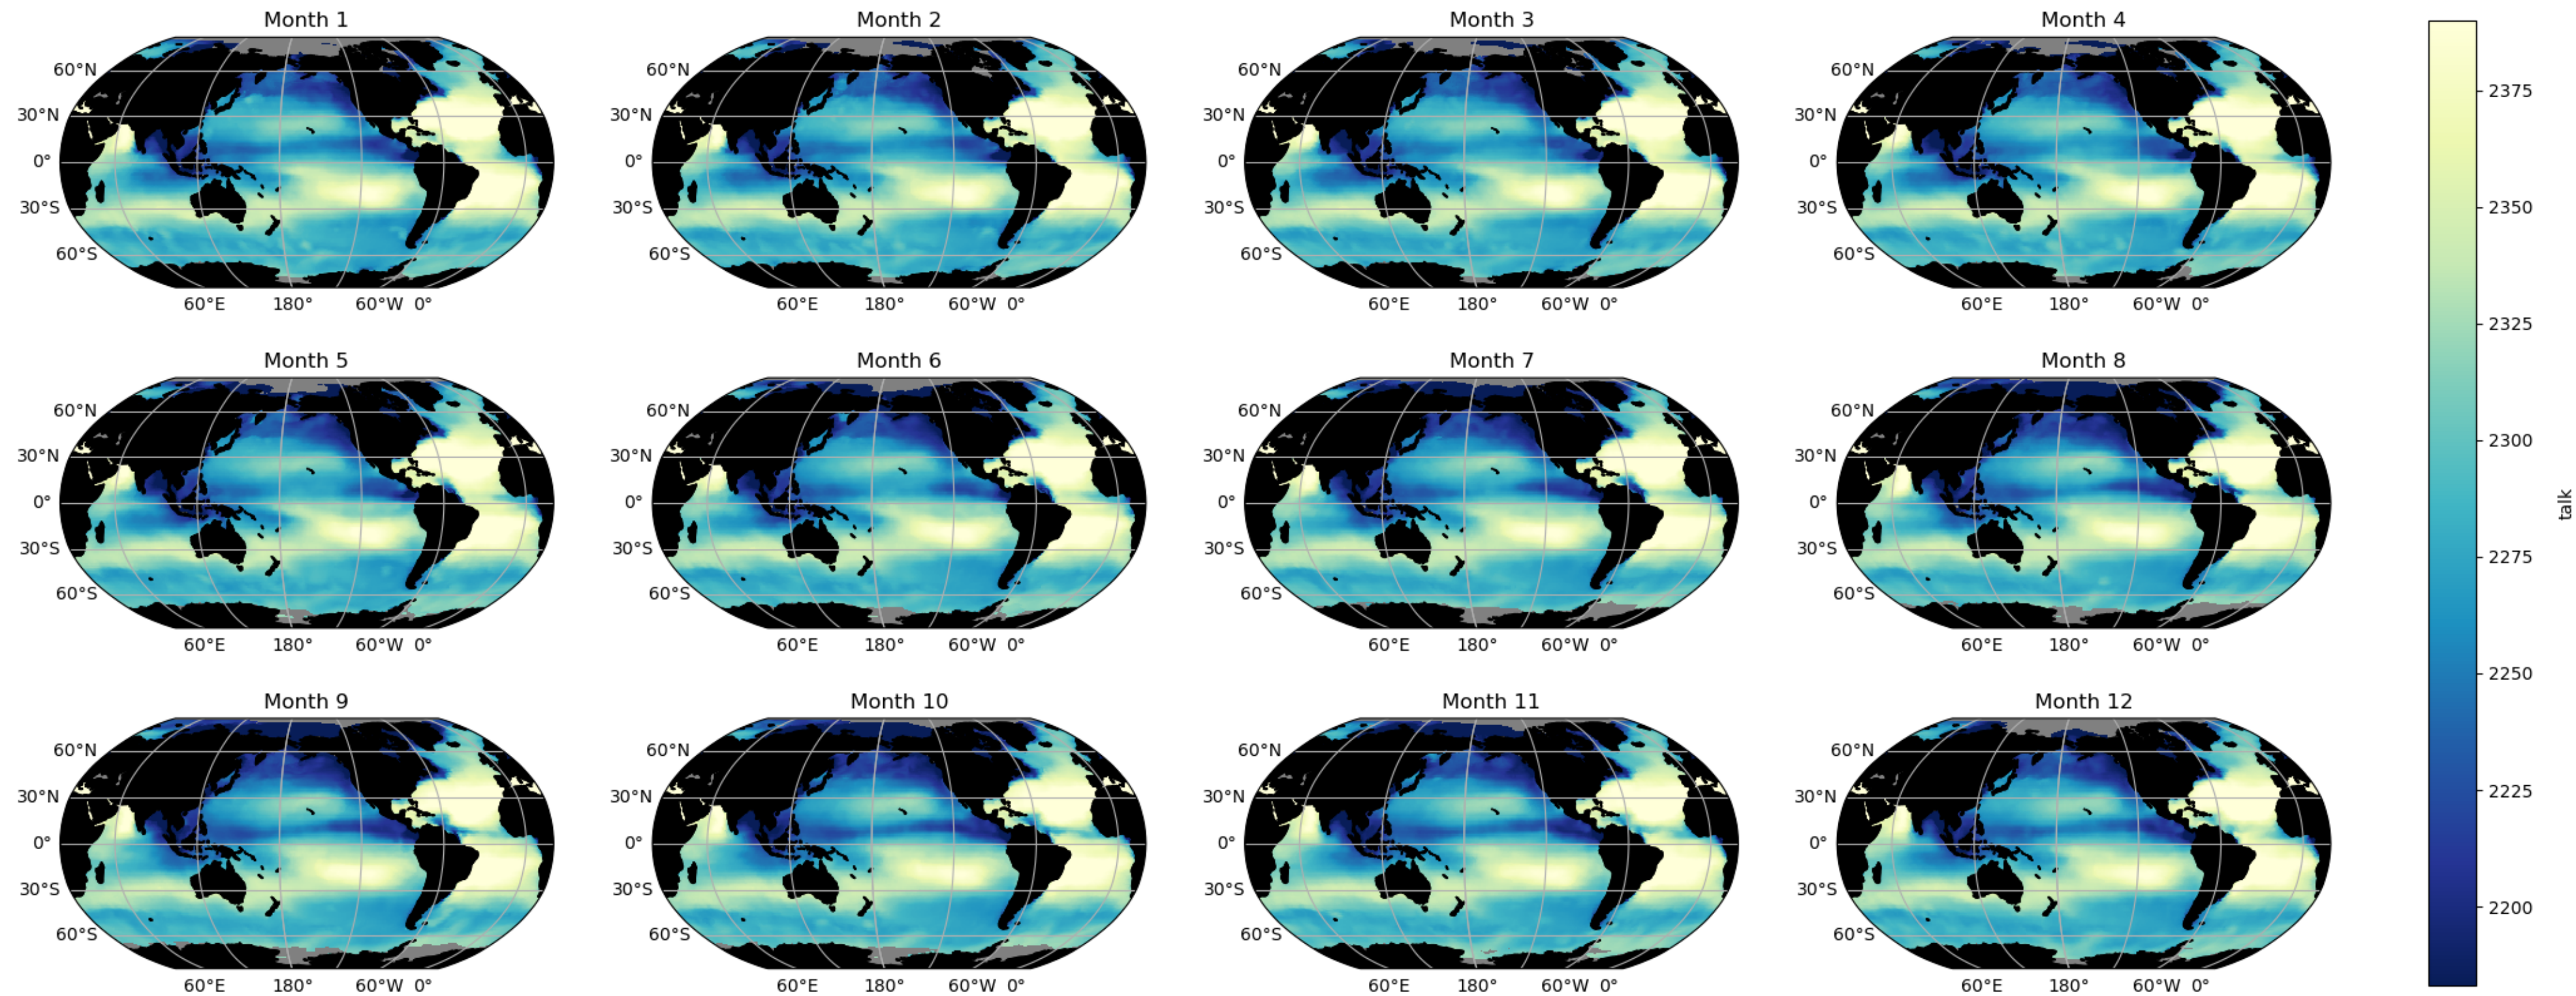 Month 1 Month 2 Month 3 Month 4
60°N 60°N 60°N 60°N 2375
30°N 30°N 30°N 30°N
0° 0° 0° 0°
30°S 30°S 30°S 30°S 2350
60°S 60°S 60°S 60°S
60°E 180° 60°W 0° 60°E 180° 60°W 0° 60°E 180° 60°W 0° 60°E 180° 60°W 0°
2325
Month 5 Month 6 Month 7 Month 8
60°N 60°N 60°N 60°N
2300
30°N 30°N 30°N 30°N
0° 0° 0° 0° talk
30°S 30°S 30°S 30°S 2275
60°S 60°S 60°S 60°S
60°E 180° 60°W 0° 60°E 180° 60°W 0° 60°E 180° 60°W 0° 60°E 180° 60°W 0°
2250
Month 9 Month 10 Month 11 Month 12
60°N 60°N 60°N 60°N
30°N 30°N 30°N 30°N 2225
0° 0° 0° 0°
30°S 30°S 30°S 30°S
2200
60°S 60°S 60°S 60°S
60°E 180° 60°W 0° 60°E 180° 60°W 0° 60°E 180° 60°W 0° 60°E 180° 60°W 0°